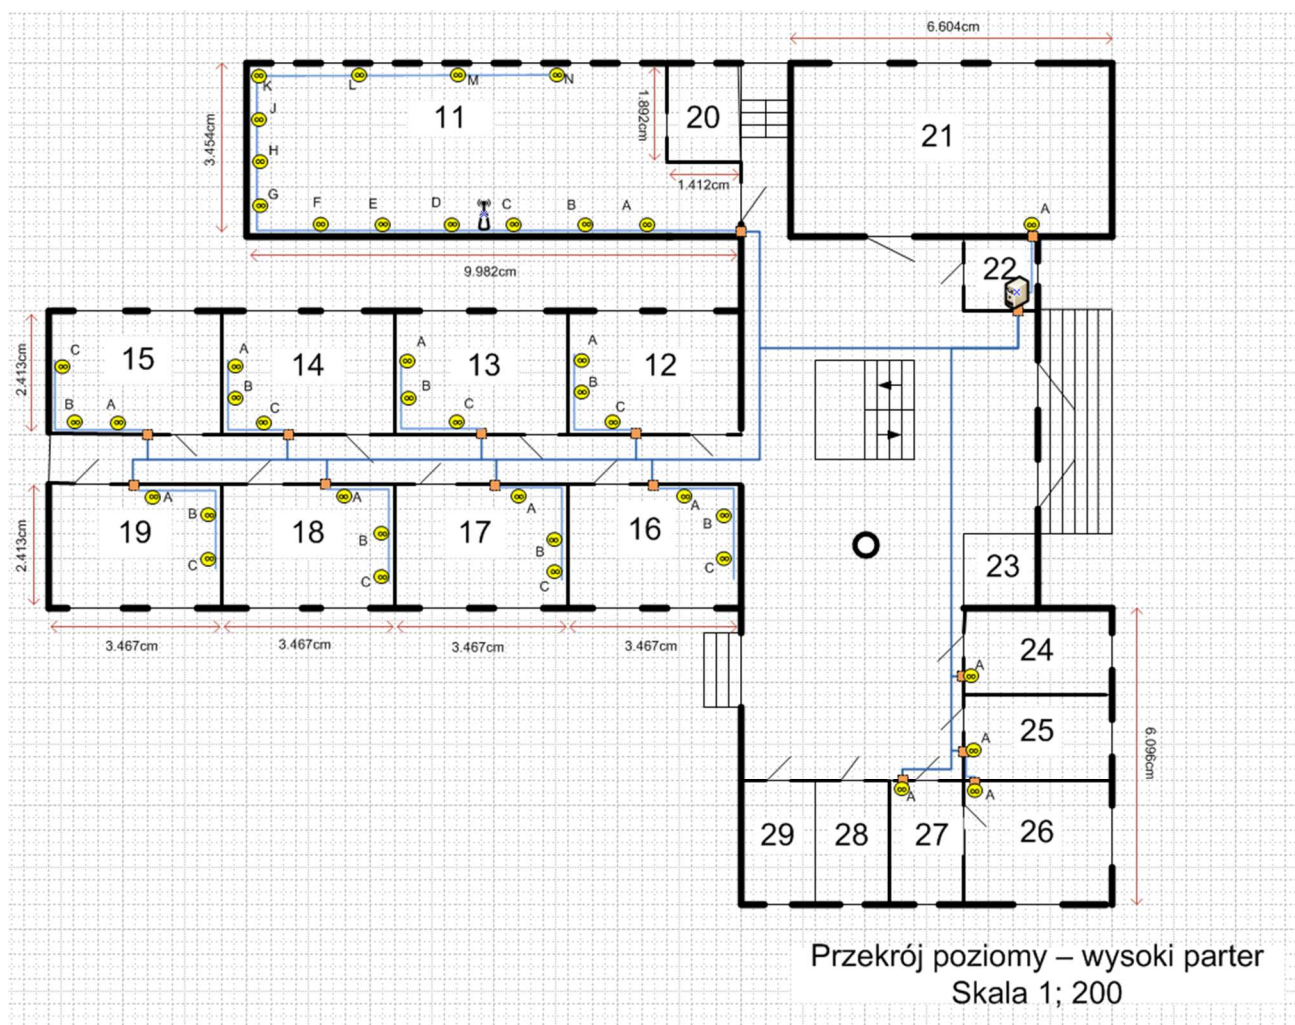 6.604cm
K
L
M
N
J
11
20
21
1.892cm
3.454cm
H
1.412cm
G
F
E
D
C
B
A
A
9.982cm
22
15
14
13
12
C
B
A
A
B
C
A
B
C
A
B
C
2.413cm
19
18
17
16
A
B
C
A
B
C
A
B
C
A
B
C
2.413cm
23
3.467cm
3.467cm
3.467cm
3.467cm
24
A
25
A
6.096cm
A
A
29
28
27
26
Przekrój poziomy – wysoki parter
Skala 1; 200